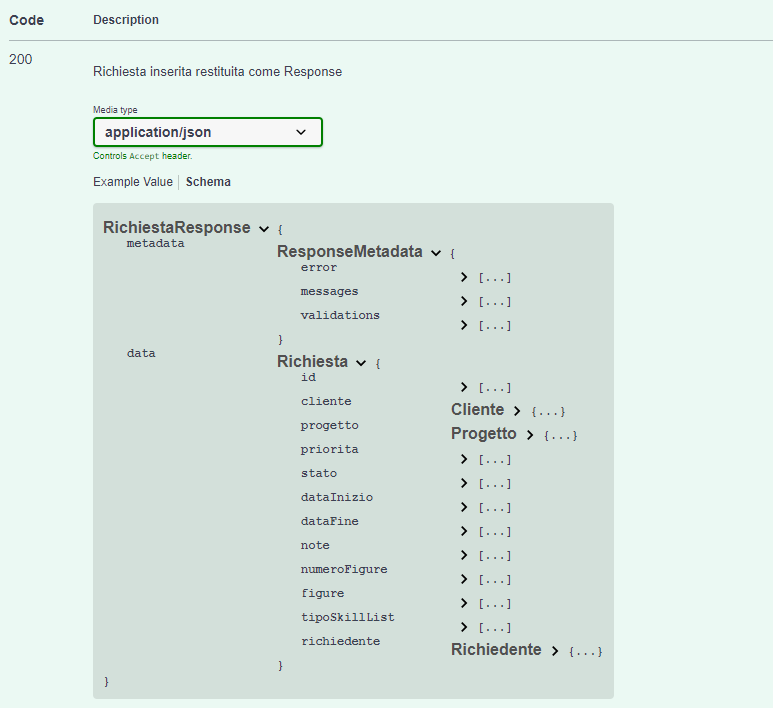 Code Description
200
Richiesta inserita restituita come Response
Media type
application/json
Controls Accept header.
Example Value Schema
RichiestaResponse {
metadata
ResponseMetadata {
error [...]
messages [...]
validations [...]
}
data
Richiesta {
id [...]
cliente Cliente {...}
progetto Progetto {...}
priorita [...]
stato [...]
dataInizio [...]
dataFine [...]
note [...]
numeroFigure [...]
figure [...]
tipoSkillList [...]
richiedente Richiedente {...}
}
}